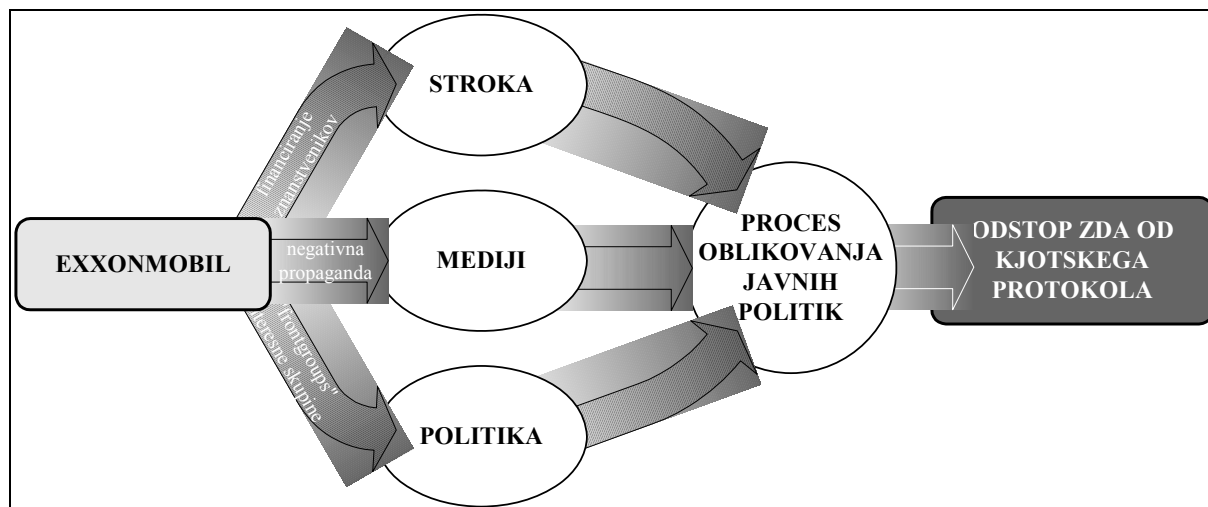 STROKA
financiranje
znanstvenikov
EXXONMOBIL
negativna
propaganda
MEDIJI
PROCES
OBLIKOVANJA
JAVNIH
POLITIK
ODSTOP ZDA OD
KJOTSKEGA
PROTOKOLA
frontgroups"
skupine
POLITIKA